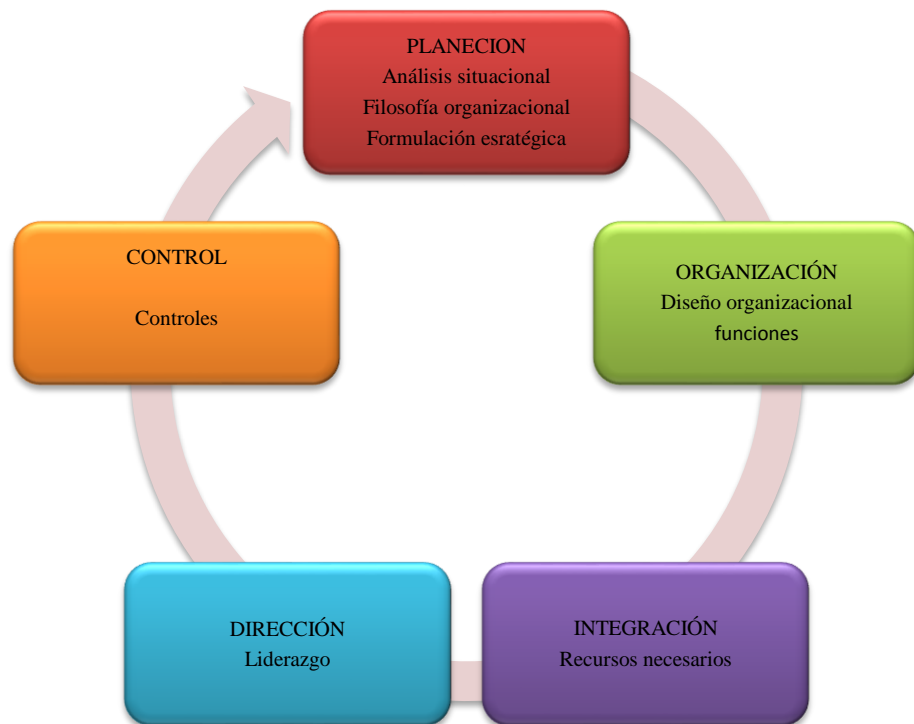 PLANECION
Análisis situacional
Filosofía organizacional
Formulación esratégica
ORGANIZACIÓN
Diseño organizacional
funciones
INTEGRACIÓN
Recursos necesarios
DIRECCIÓN
Liderazgo
CONTROL
Controles